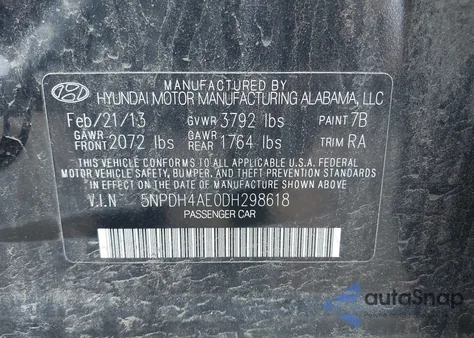 MANUFACTURED BY
HYUNDAI MOTOR MANUFACTURING ALABAMA, LLC
Feb/21/13 GVWR 3792 lbs PAINT 7B
GAWR FRONT 2072 lbs GAWR REAR 1764 lbs TRIM RA
THIS VEHICLE CONFORMS TO ALL APPLICABLE U.S.A. FEDERAL
MOTOR VEHICLE SAFETY, BUMPER, AND THEFT PREVENTION STANDARDS
IN EFFECT ON THE DATE OF MANUFACTURE SHOWN ABOVE.
V.I.N 5NPDH4AE0DH298618
PASSENGER CAR
autoSnap